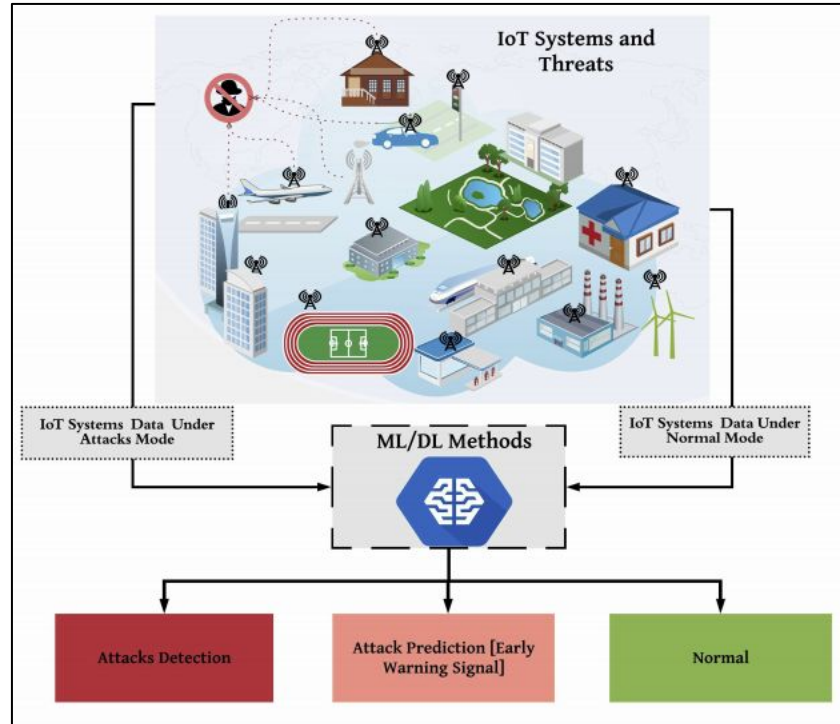 IoT Systems and
Threats
IoT Systems Data Under
Attacks Mode
IoT Systems Data Under
Normal Mode
ML/DL Methods
Attacks Detection
Attack Prediction [Early
Warning Signal]
Normal